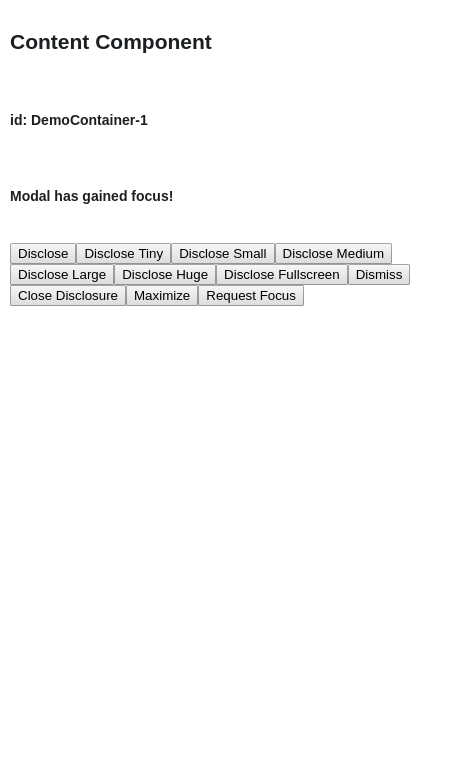 Content Component
id: DemoContainer-1
Modal has gained focus!
Disclose Disclose Tiny Disclose Small Disclose Medium
Disclose Large Disclose Huge Disclose Fullscreen Dismiss
Close Disclosure Maximize Request Focus